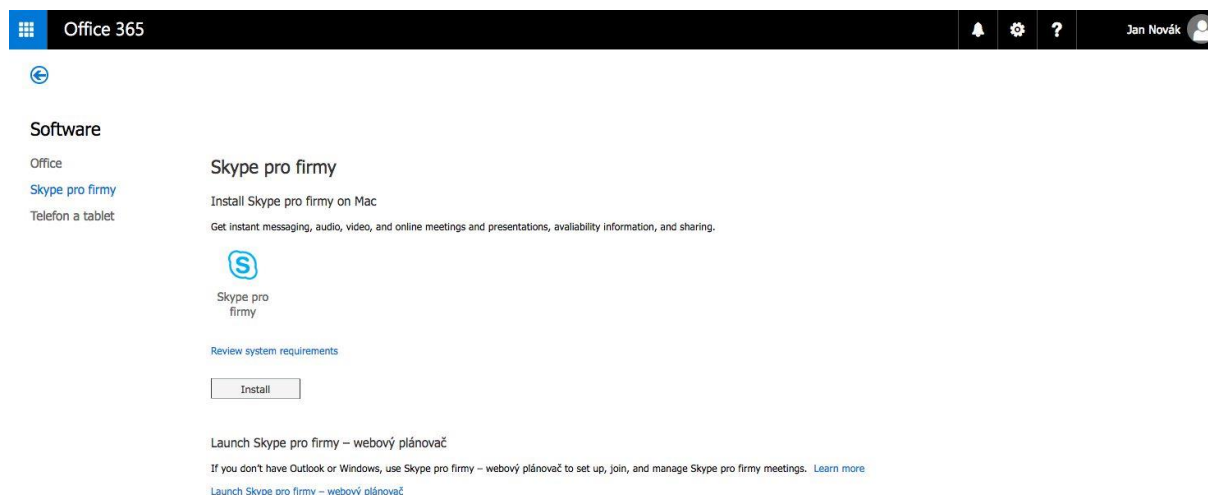 Office 365
?
Jan Novák
Software
Office
Skype pro firmy
Telefon a tablet
Skype pro firmy
Install Skype pro firmy on Mac
Get instant messaging, audio, video, and online meetings and presentations, avaliability information, and sharing.
S
Skype pro
firmy
Review system requirements
Install
Launch Skype pro firmy – webový plánovač
If you don't have Outlook or Windows, use Skype pro firmy – webový plánovač to set up, join, and manage Skype pro firmy meetings. Learn more
Launch Skype pro firmy – webový plánovač